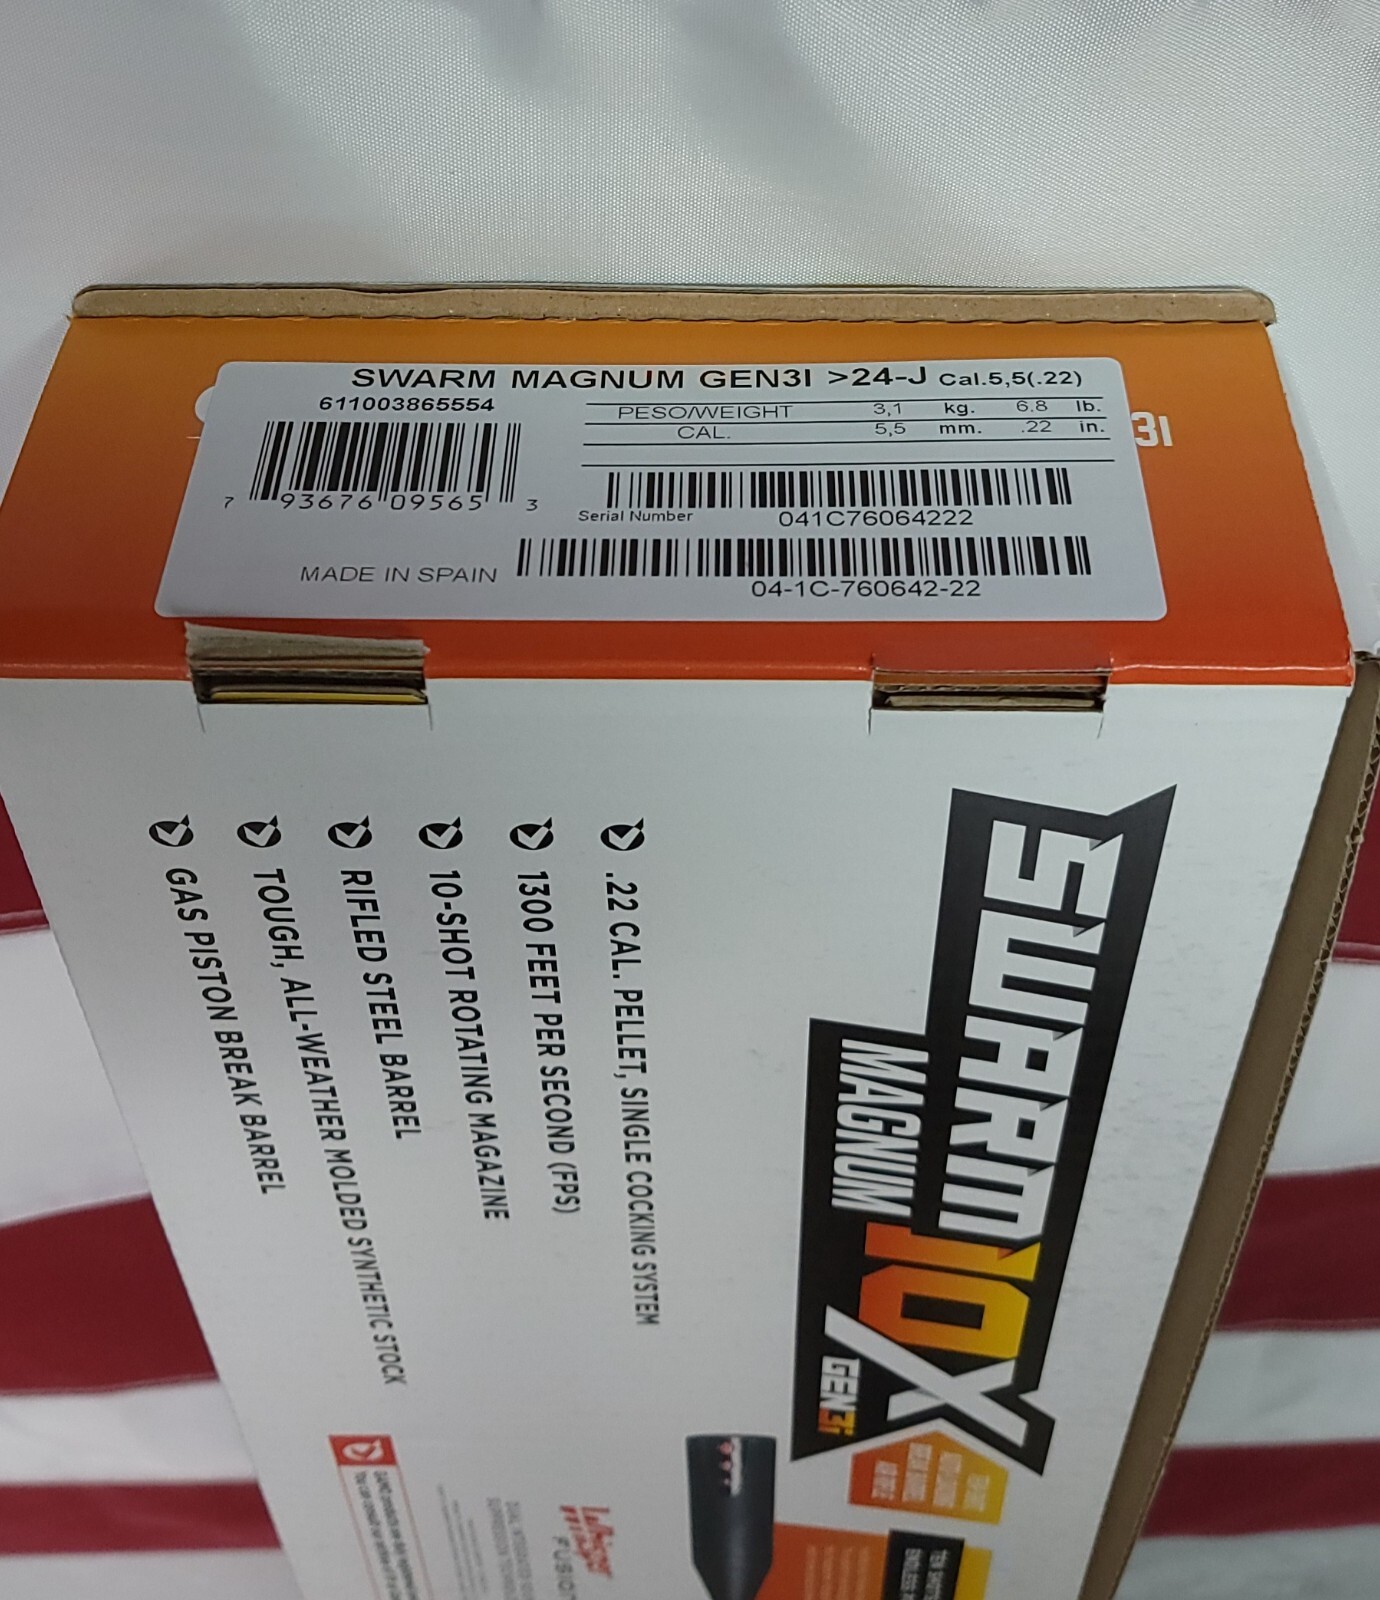 SWARM MAGNUM GEN3I >24-J Cal.5,5(.22)
611003865554
PESO/WEIGHT 3,1 kg. 6.8 lb.
CAL. 5,5 mm. .22 in.
7 93676 09565 3
Serial Number 041C76064222
MADE IN SPAIN
04-1C-760642-22
3I
SWARM
MAGNUM
10X
GEN3i
.22 CAL. PELLET, SINGLE COCKING SYSTEM
1300 FEET PER SECOND (FPS)
10-SHOT ROTATING MAGAZINE
RIFLED STEEL BARREL
TOUGH, ALL-WEATHER MOLDED SYNTHETIC STOCK
GAS PISTON BREAK BARREL
Whisper
FUSION